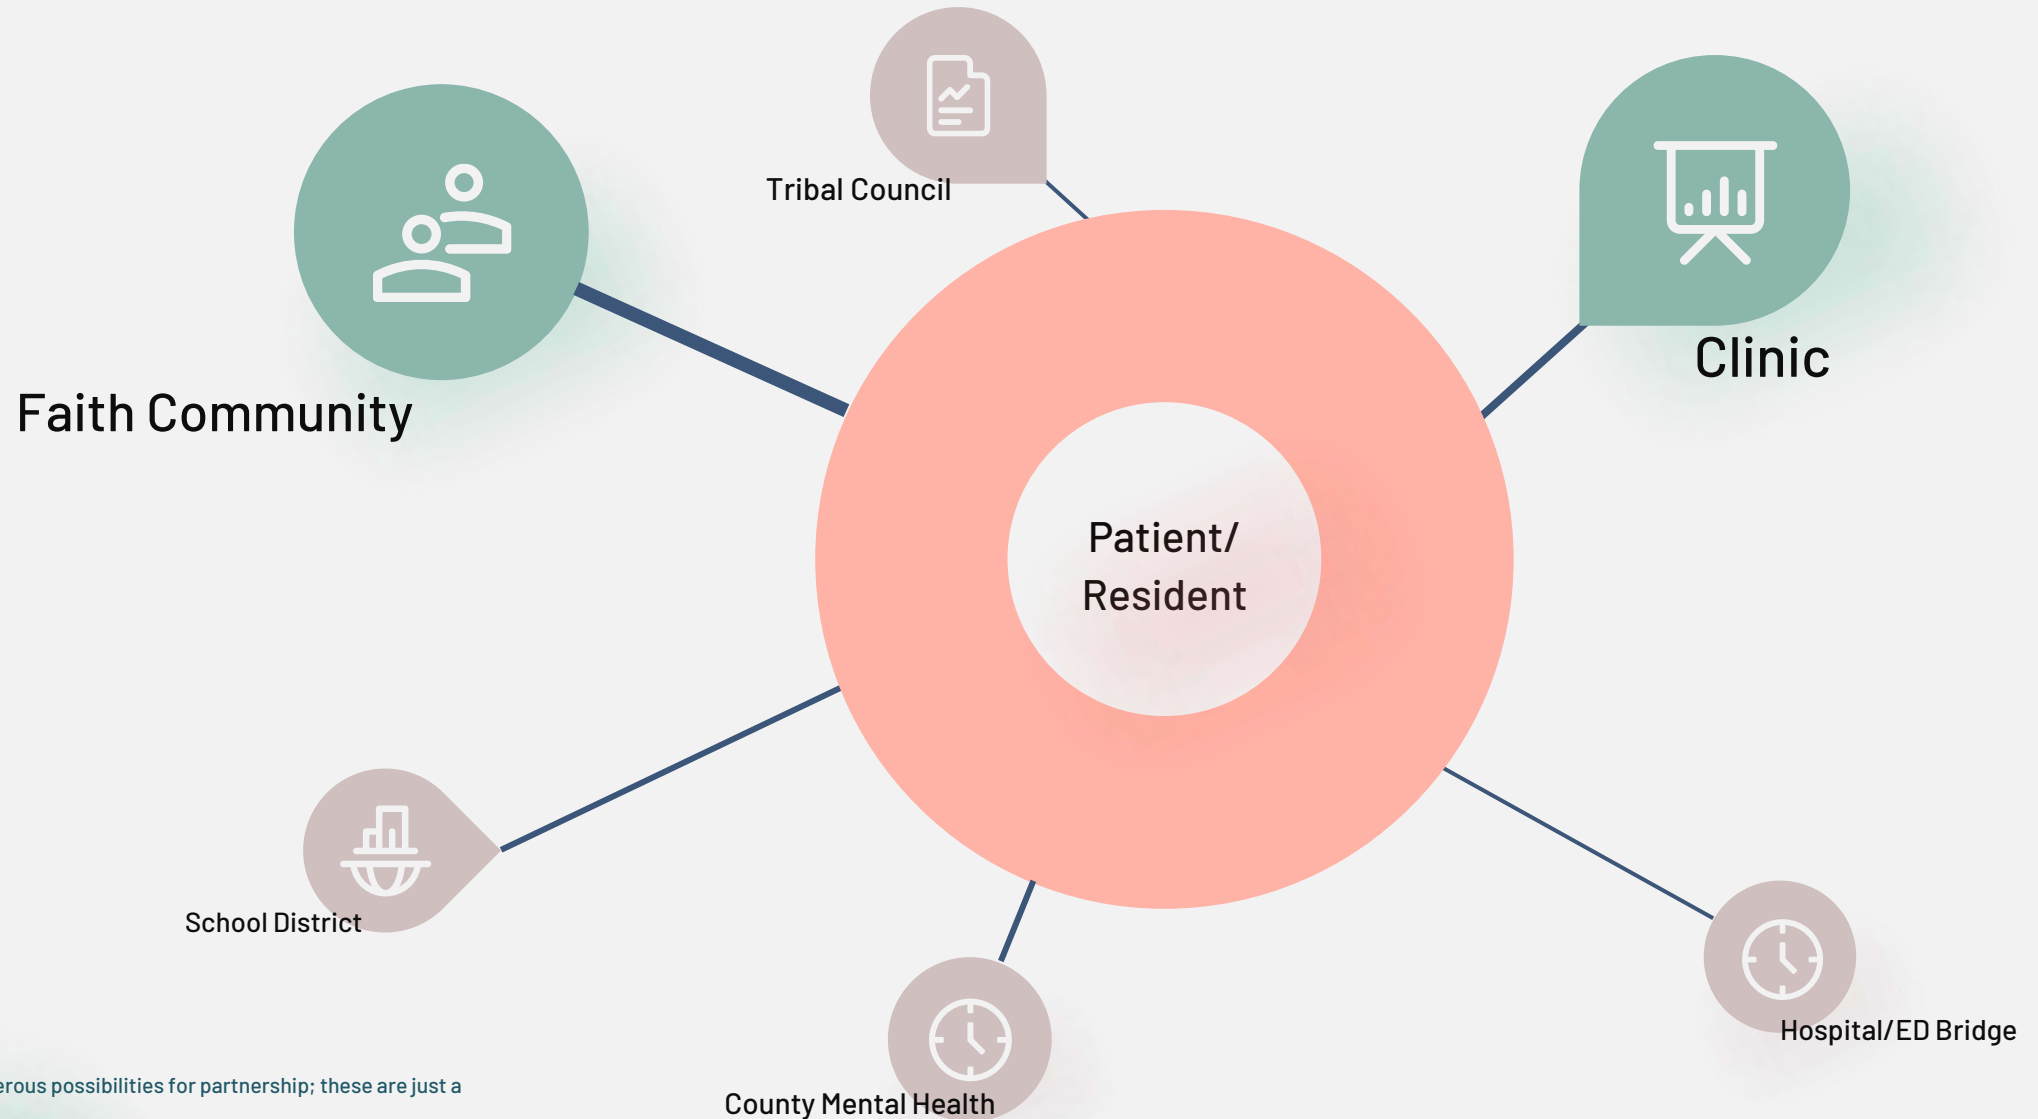 Tribal Council
Clinic
Faith Community
Patient/
Resident
School District
Hospital/ED Bridge
possibilities for partnership; these are just a
County Mental Health